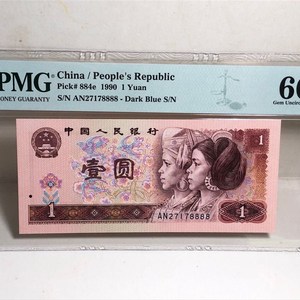 PMG
MONEY GUARANTY
China / People's Republic
Pick# 884e 1990 1 Yuan
S/N AN27178888 - Dark Blue S/N
66
Gem Uncirc
中国人民银行
1
壹圆
1
AN27178888
1